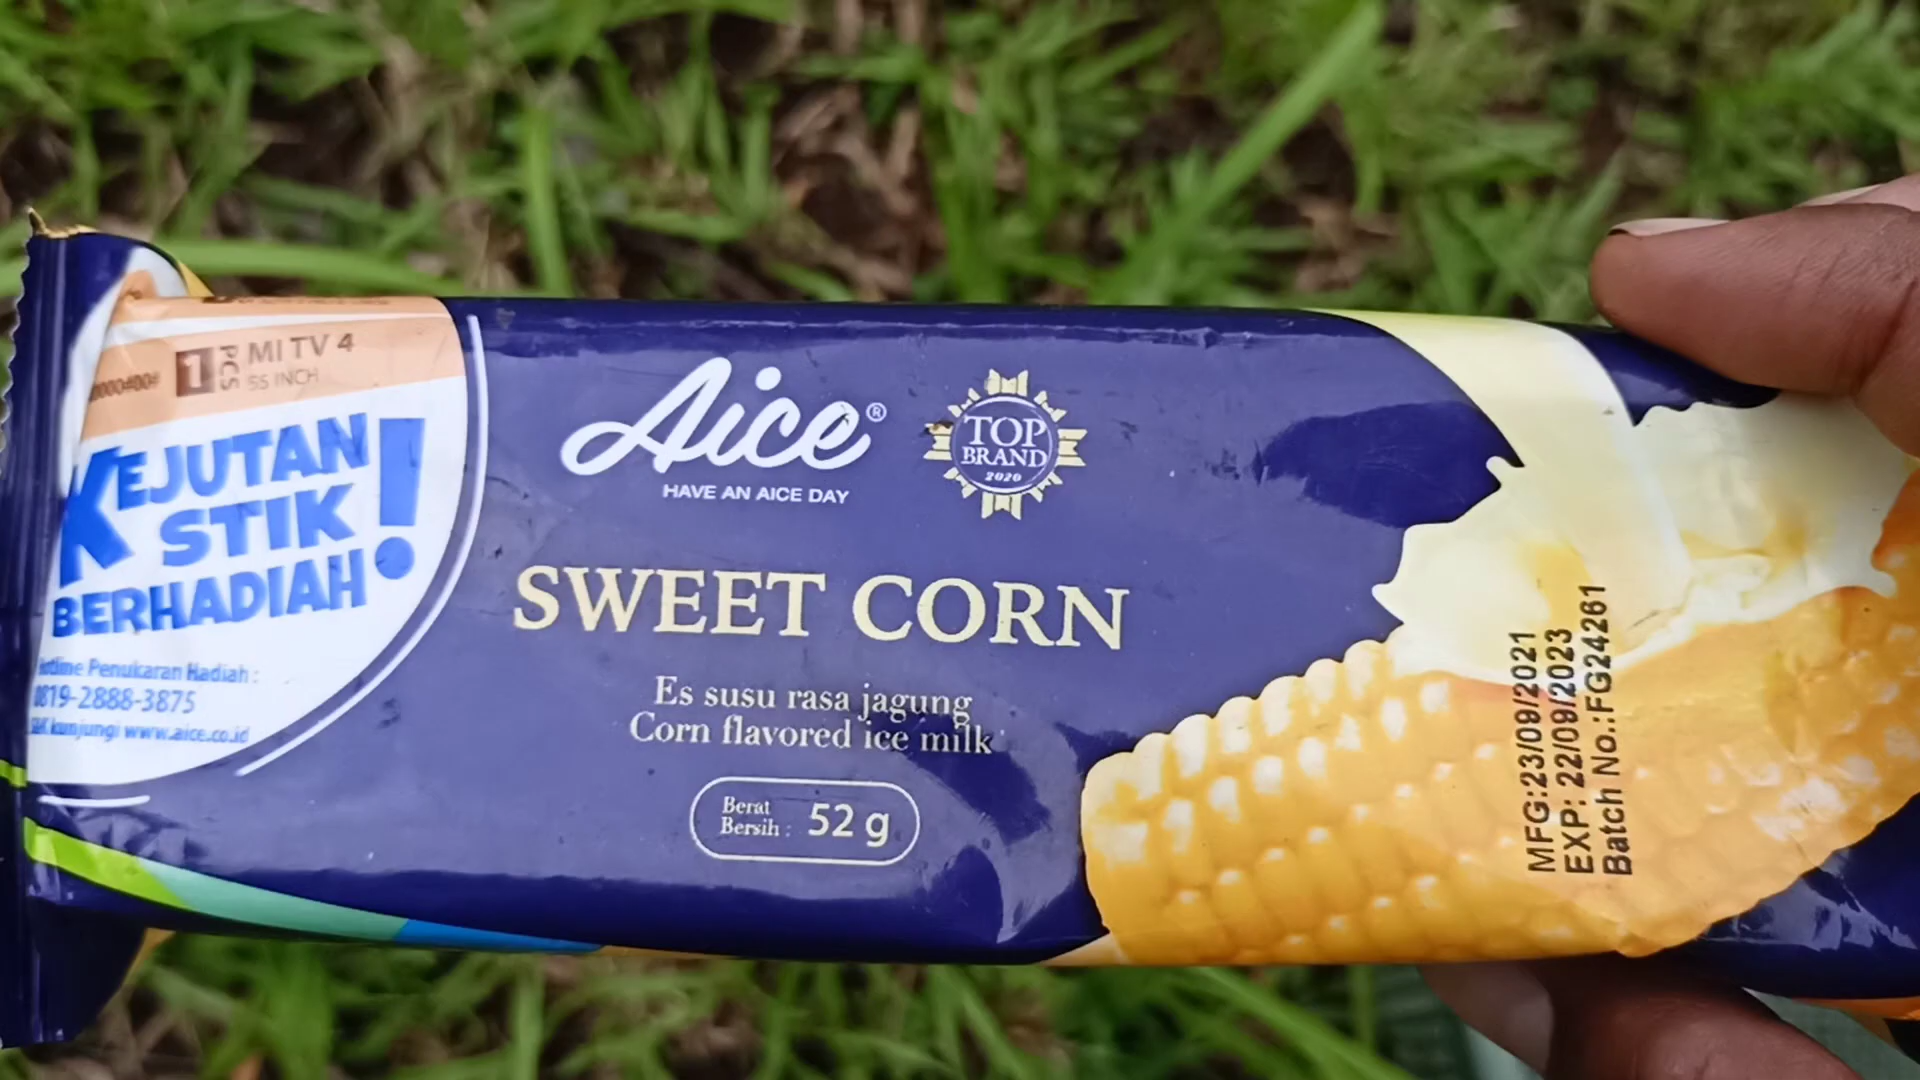 1 PCS MI TV 4
55 INCH
KEJUTAN
STIK
BERHADIAH!
Penukaran Hadiah :
0819-2888-3875
kunjungi www.aice.co.id
Aice®
HAVE AN AICE DAY
TOP
BRAND
2020
SWEET CORN
Es susu rasa jagung
Corn flavored ice milk
Berat
Bersih : 52 g
MFG:23/09/2021
EXP: 22/09/2023
Batch No.:FG24261